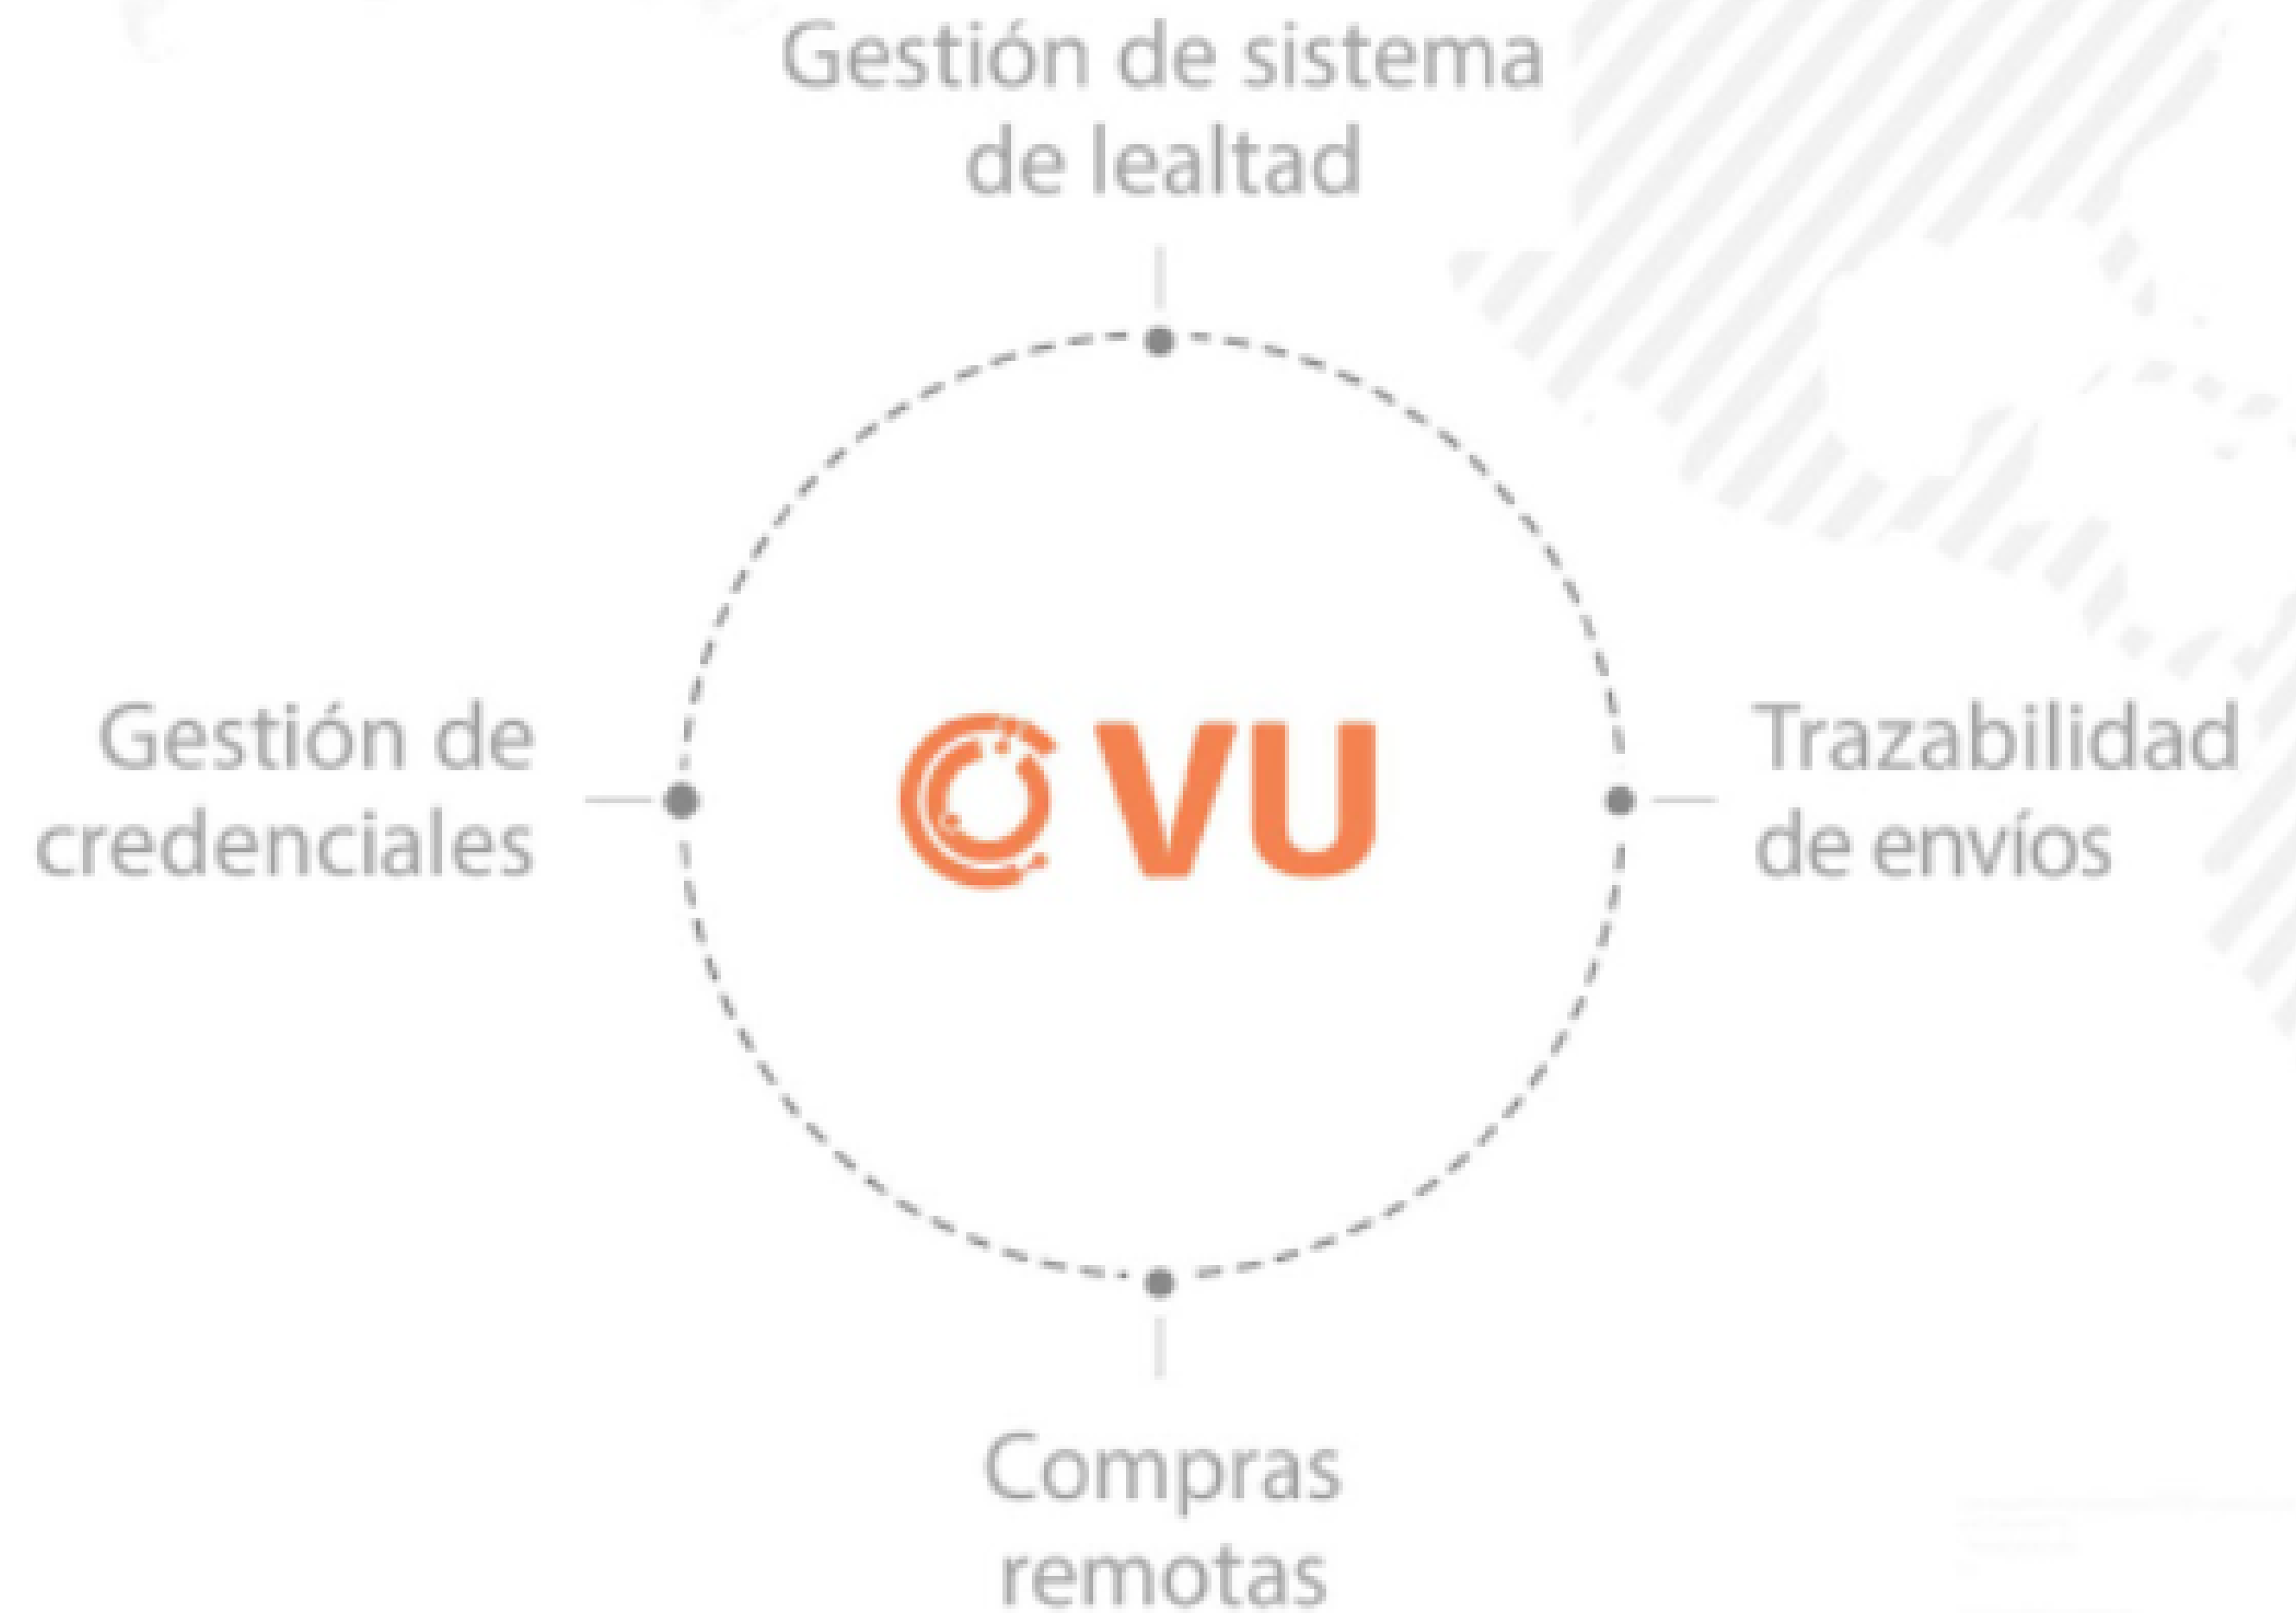 Gestión de sistema
de lealtad
Gestión de
credenciales
VU
Trazabilidad
de envíos
Compras
remotas